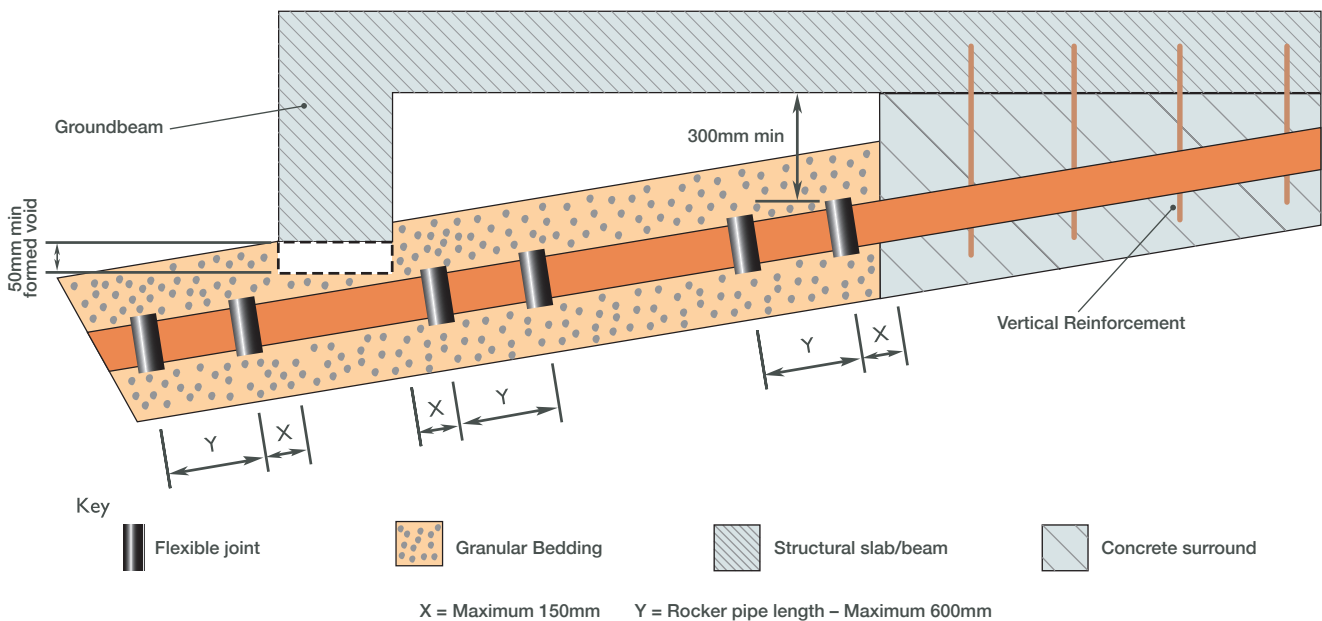 Groundbeam
300mm min
50mm min
formed void
Vertical Reinforcement
Y
X
X
Y
Y
X
Key
Flexible joint
Granular Bedding
Structural slab/beam
Concrete surround
X = Maximum 150mm
Y = Rocker pipe length – Maximum 600mm